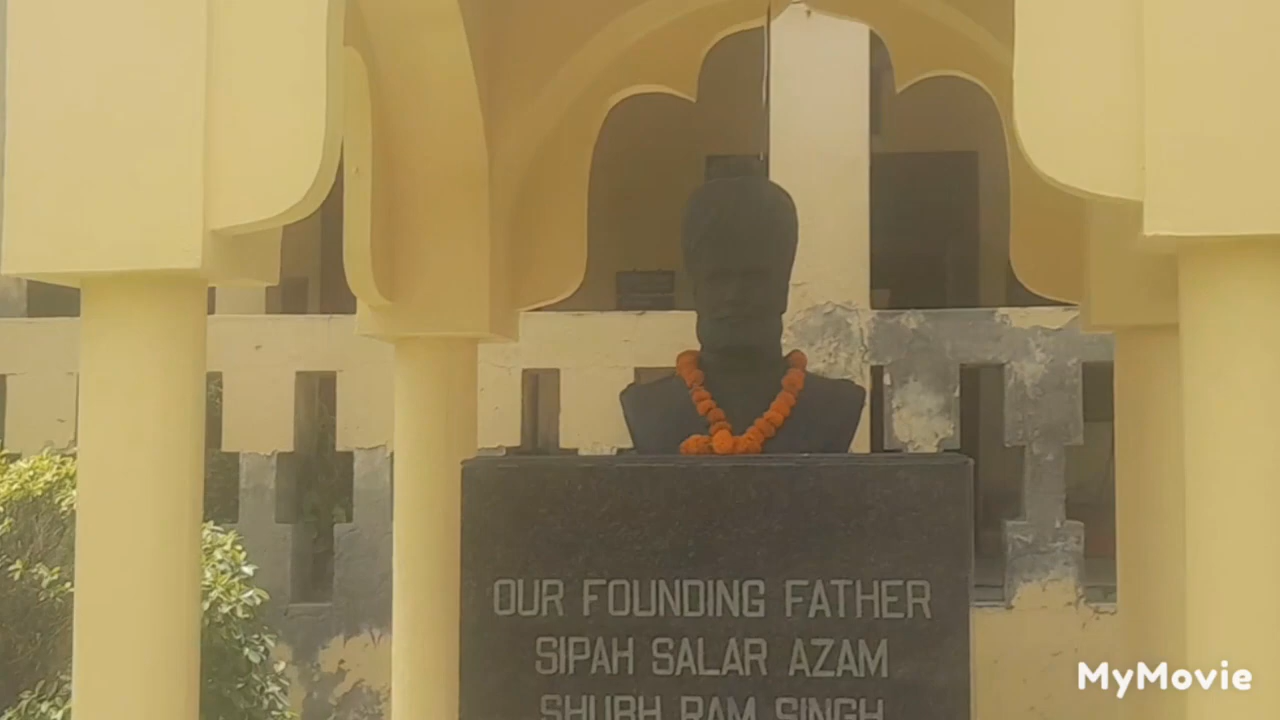 OUR FOUNDING FATHER
SIPAH SALAR AZAM
SHUBH RAM SINGH
MyMovie